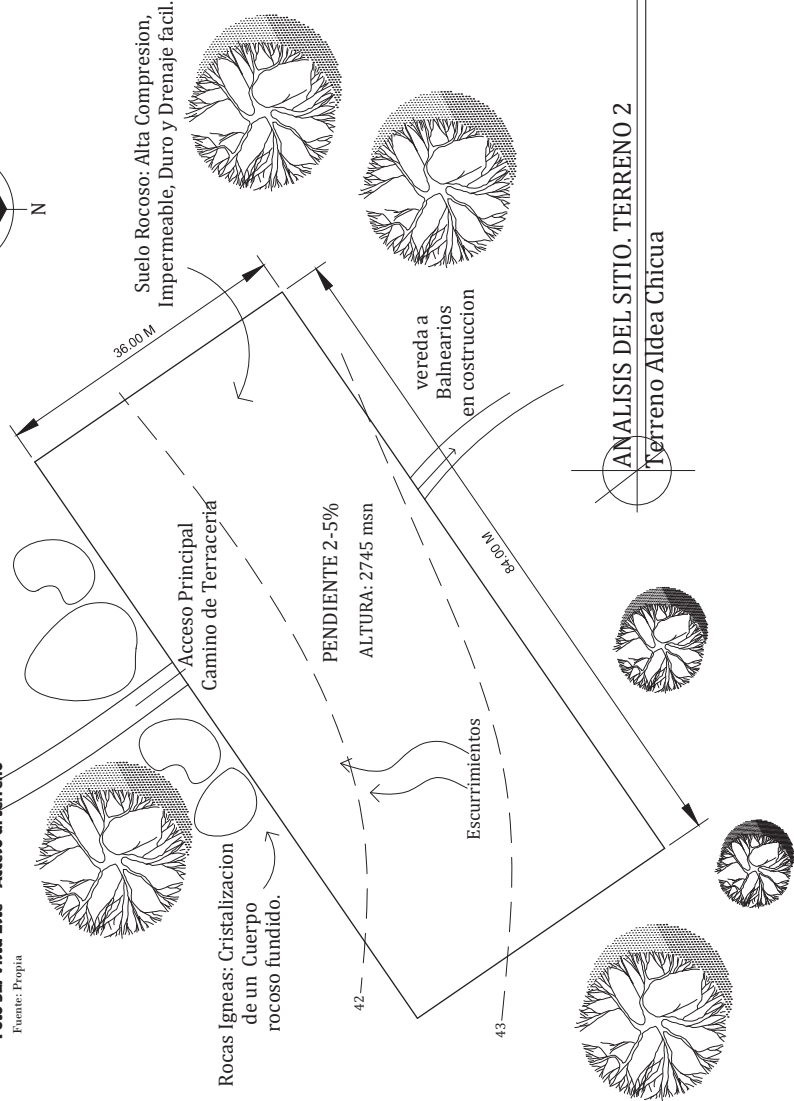 Fuente: Propia
N
Suelo Rocoso: Alta Compresion,
Impermeable, Duro y Drenaje facil.
36.00 M
Acceso Principal
Camino de Terraceria
PENDIENTE 2-5%
ALTURA: 2745 msn
vereda a
Balnearios
en costruccion
84.00 M
Escurrimientos
Rocas Igneas: Cristalizacion
de un Cuerpo
rocoso fundido.
42
43
ANALISIS DEL SITIO. TERRENO 2
Terreno Aldea Chicua